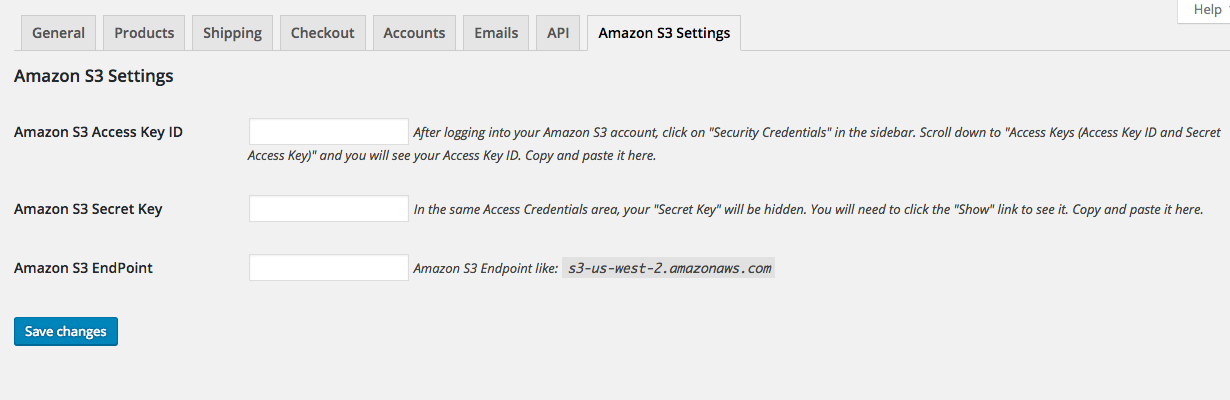 Help
General Products Shipping Checkout Accounts Emails API Amazon S3 Settings
Amazon S3 Settings
Amazon S3 Access Key ID After logging into your Amazon S3 account, click on "Security Credentials" in the sidebar. Scroll down to "Access Keys (Access Key ID and Secret
Access Key)" and you will see your Access Key ID. Copy and paste it here.
Amazon S3 Secret Key In the same Access Credentials area, your "Secret Key" will be hidden. You will need to click the "Show" link to see it. Copy and paste it here.
Amazon S3 EndPoint Amazon S3 Endpoint like: s3-us-west-2.amazonaws.com
Save changes